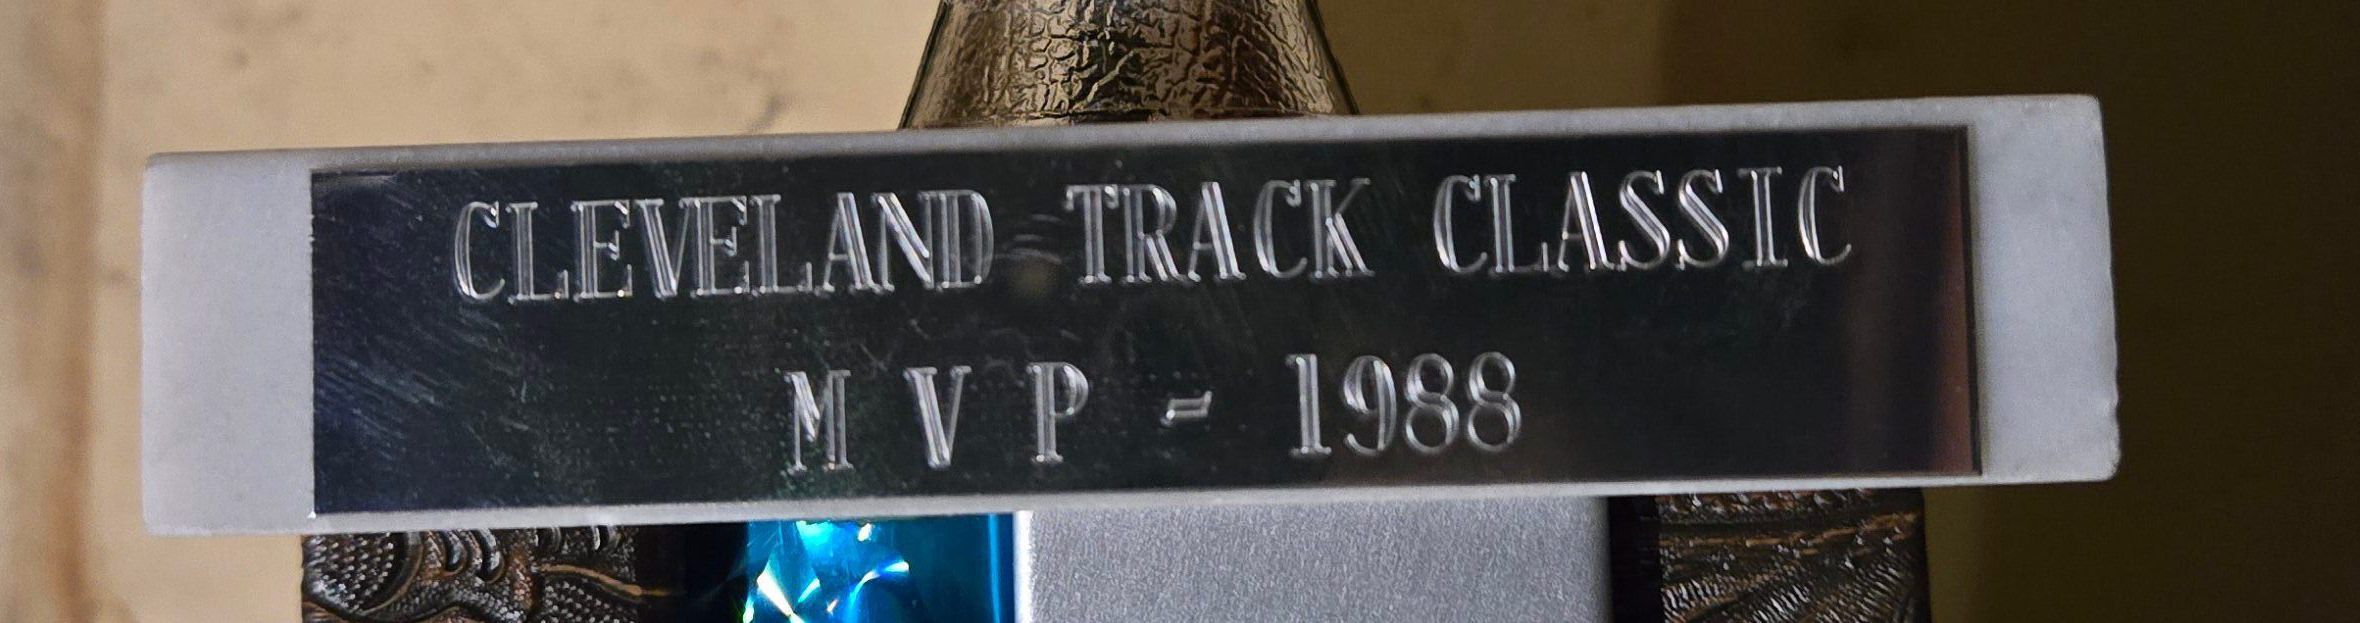 CLEVELAND TRACK CLASSIC
M V P - 1988